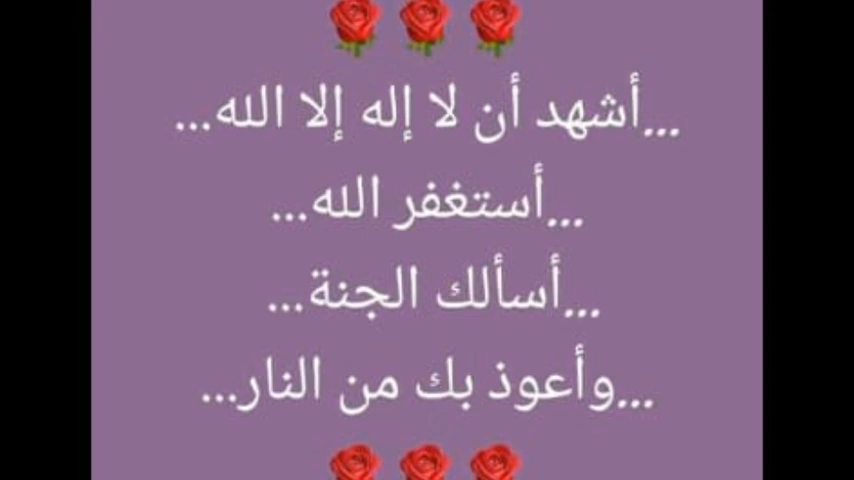 🌹🌹🌹
...أشهد أن لا إله إلا الله...
...أستغفر الله...
...أسألك الجنة...
...وأعوذ بك من النار...
🌹🌹🌹